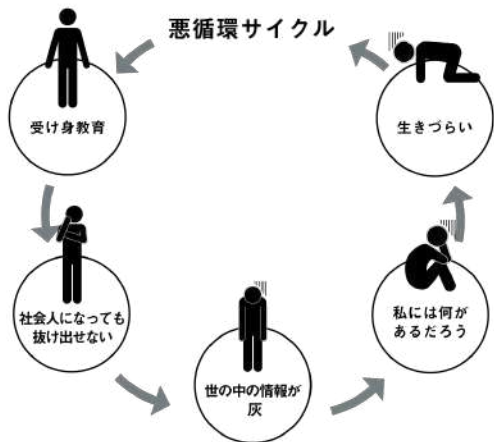 悪循環サイクル
受け身教育
社会人になっても
抜け出せない
世の中の情報が
灰
私には何が
あるだろう
生きづらい